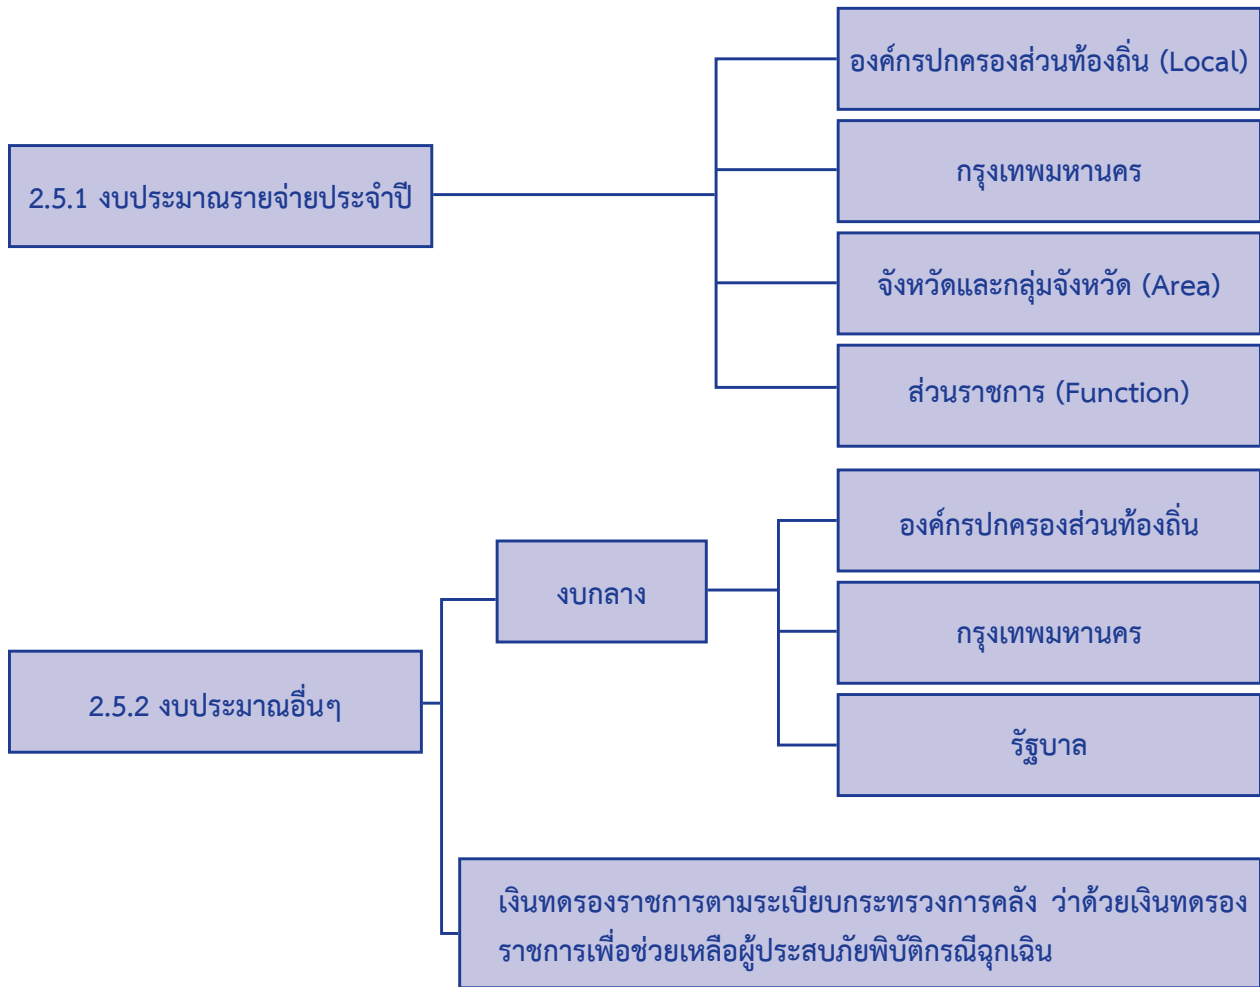 องค์กรปกครองส่วนท้องถิ่น (Local)
กรุงเทพมหานคร
2.5.1 งบประมาณรายจ่ายประจำปี
จังหวัดและกลุ่มจังหวัด (Area)
ส่วนราชการ (Function)
องค์กรปกครองส่วนท้องถิ่น
งบกลาง
กรุงเทพมหานคร
2.5.2 งบประมาณอื่นๆ
รัฐบาล
เงินทดรองราชการตามระเบียบกระทรวงการคลัง ว่าด้วยเงินทดรอง
ราชการเพื่อช่วยเหลือผู้ประสบภัยพิบัติกรณีฉุกเฉิน